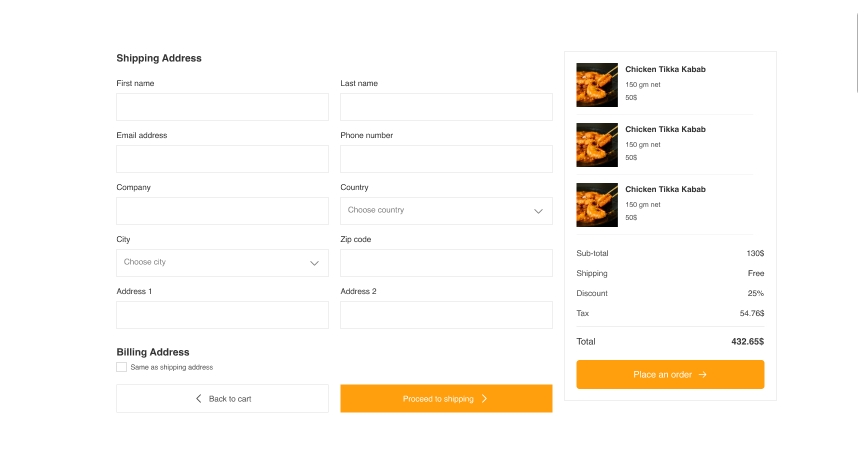 Shipping Address
First name
Last name
Email address
Phone number
Company
Country
Choose country
City
Zip code
Choose city
Address 1
Address 2
Billing Address
Same as shipping address
Back to cart
Proceed to shipping
Chicken Tikka Kabab
150 gm net
50$
Chicken Tikka Kabab
150 gm net
50$
Chicken Tikka Kabab
150 gm net
50$
Sub-total 130$
Shipping Free
Discount 25%
Tax 54.76$
Total 432.65$
Place an order